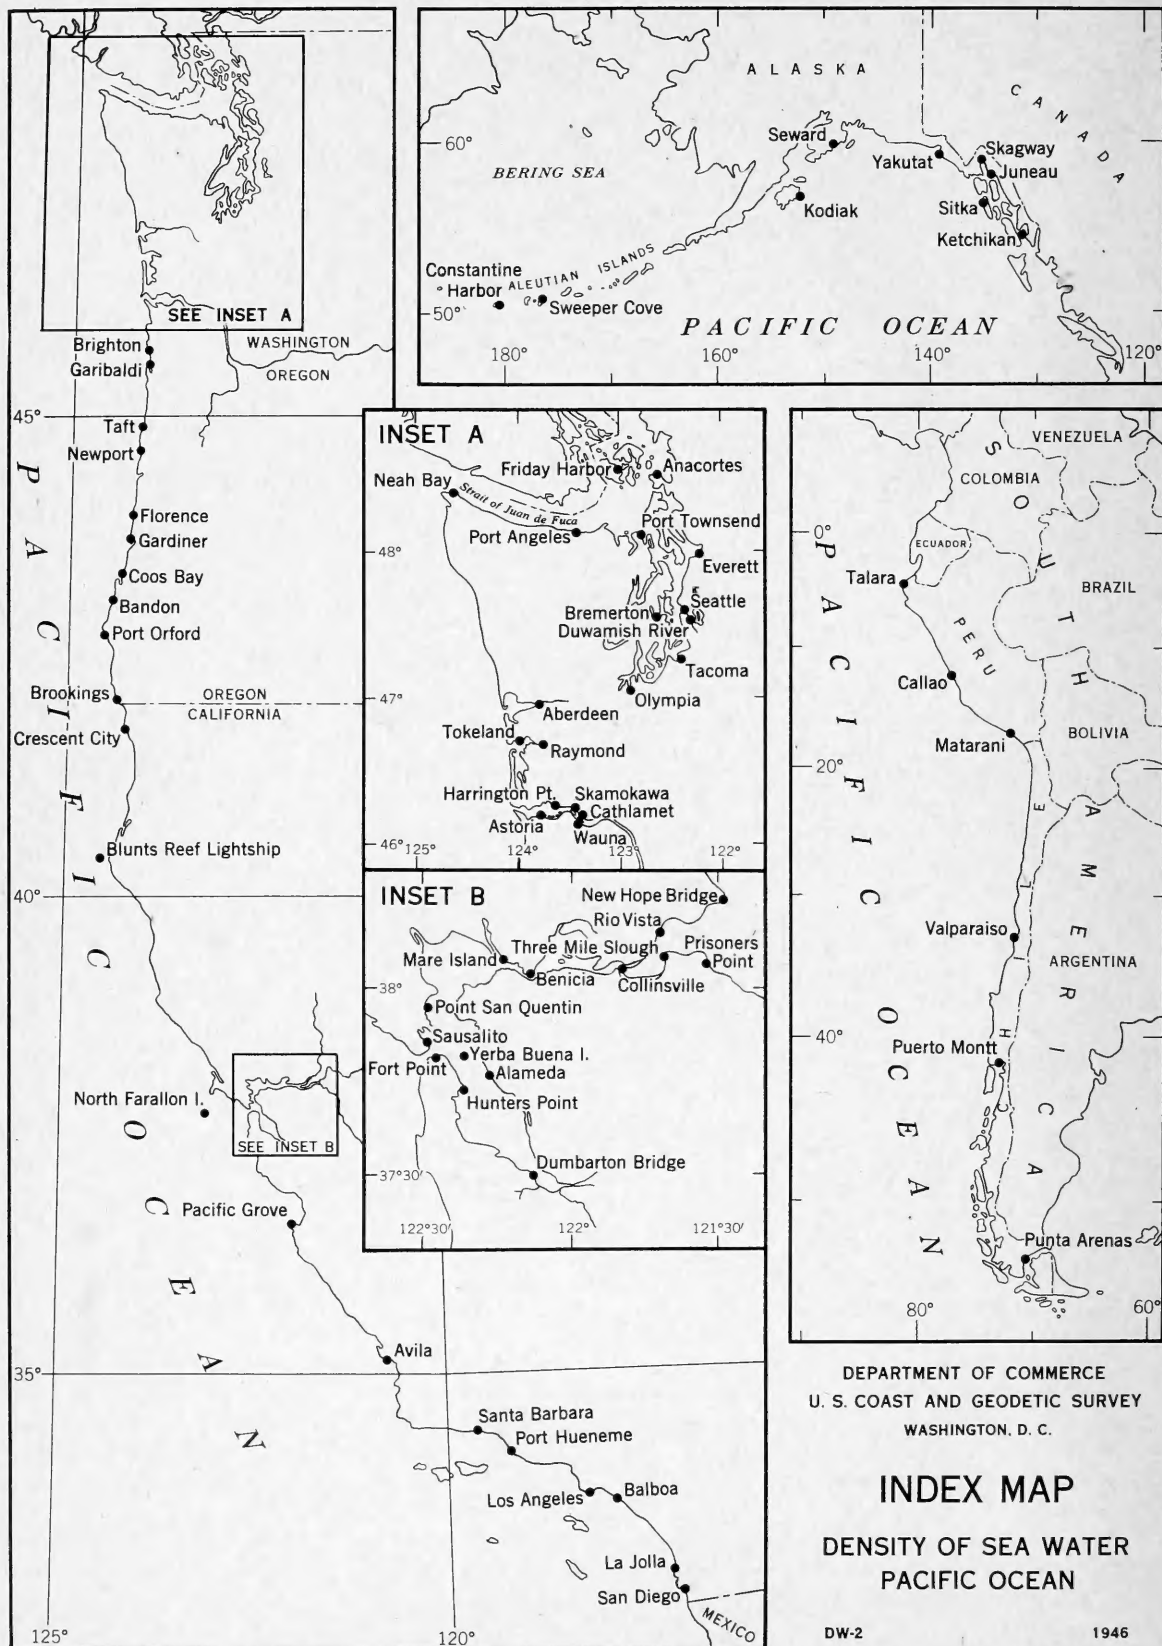 SEE INSET A
WASHINGTON
OREGON
Brighton
Garibaldi
45°
Taft
Newport
Florence
Gardiner
Coos Bay
Bandon
Port Orford
Brookings
OREGON
CALIFORNIA
Crescent City
Blunts Reef Lightship
40°
North Farallon I.
SEE INSET B
Pacific Grove
Avila
35°
Santa Barbara
Port Hueneme
Los Angeles
Balboa
La Jolla
San Diego
MEXICO
125°
120°
PACIFIC OCEAN
ALASKA
CANADA
60°
BERING SEA
Seward
Yakutat
Skagway
Juneau
Kodiak
Sitka
Ketchikan
Constantine
Harbor
ALEUTIAN ISLANDS
Sweeper Cove
50°
PACIFIC OCEAN
180°
160°
140°
120°
INSET A
Friday Harbor
Anacortes
Neah Bay
Strait of Juan de Fuca
Port Townsend
Port Angeles
48°
Everett
Seattle
Bremerton
Duwamish River
Tacoma
47°
Olympia
Aberdeen
Tokeland
Raymond
Harrington Pt.
Skamokawa
Cathlamet
Astoria
Wauna
46°
125°
124°
123°
122°
INSET B
New Hope Bridge
Rio Vista
Three Mile Slough
Prisoners
Point
Mare Island
Benicia
Collinsville
38°
Point San Quentin
Sausalito
Yerba Buena I.
Fort Point
Alameda
Hunters Point
Dumbarton Bridge
37°30'
122°30'
122°
121°30'
VENEZUELA
COLOMBIA
SOUTH AMERICA
0°
ECUADOR
Talara
BRAZIL
PERU
Callao
Matarani
BOLIVIA
20°
CHILE
Valparaiso
ARGENTINA
40°
Puerto Montt
Punta Arenas
PACIFIC OCEAN
80°
60°
DEPARTMENT OF COMMERCE
U. S. COAST AND GEODETIC SURVEY
WASHINGTON, D. C.
INDEX MAP
DENSITY OF SEA WATER
PACIFIC OCEAN
DW-2
1946